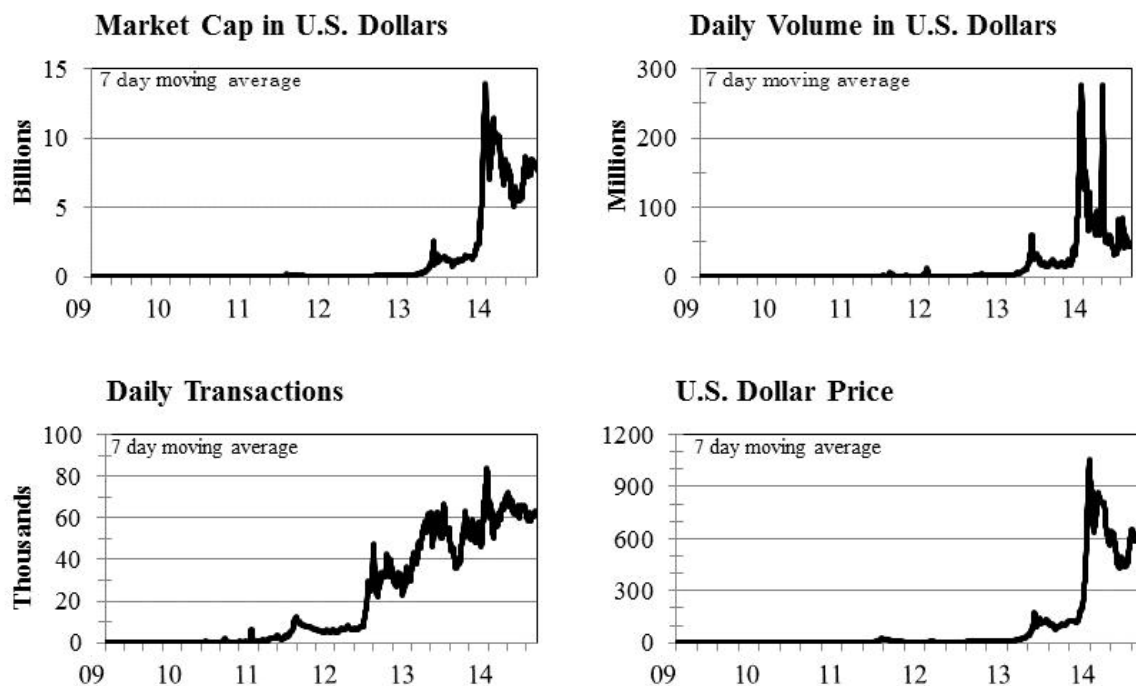 Market Cap in U.S. Dollars
Billions
15
7 day moving average
10
5
0
09 10 11 12 13 14
Daily Volume in U.S. Dollars
Millions
300
7 day moving average
200
100
0
09 10 11 12 13 14
Daily Transactions
Thousands
100
7 day moving average
80
60
40
20
0
09 10 11 12 13 14
U.S. Dollar Price
1200
7 day moving average
900
600
300
0
09 10 11 12 13 14